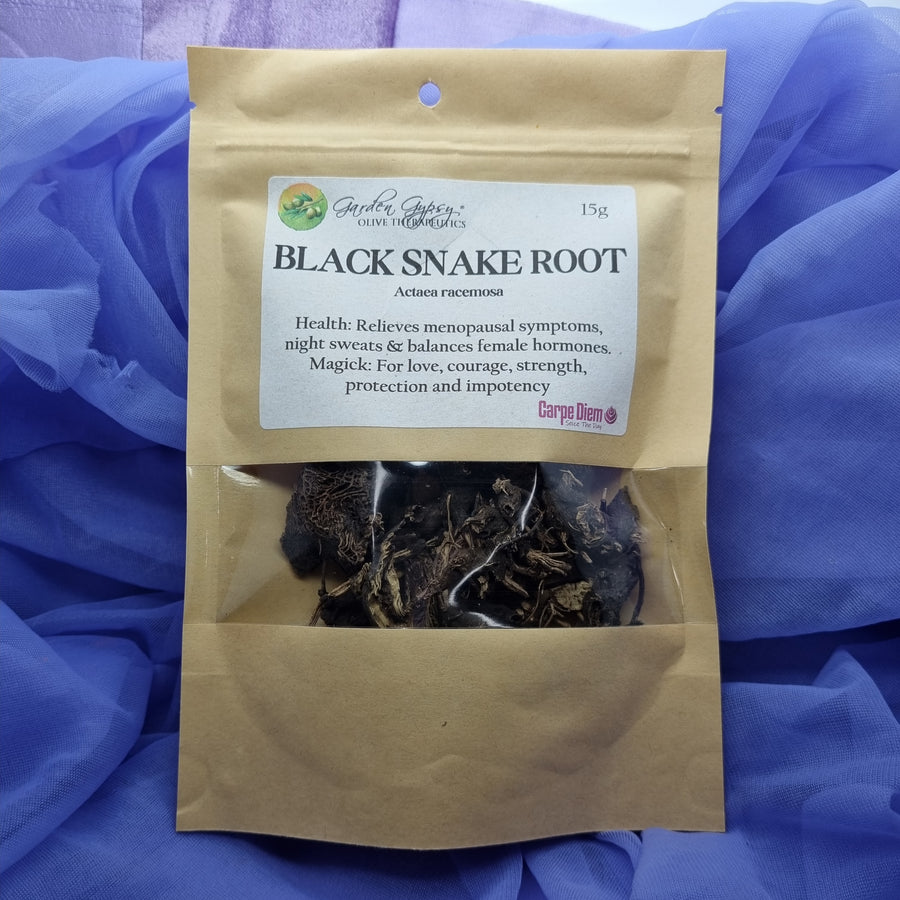 Garden Gypsy®
15g
OLIVE THERAPEUTICS
BLACK SNAKE ROOT
Actaea racemosa
Health: Relieves menopausal symptoms,
night sweats & balances female hormones.
Magick: For love, courage, strength,
protection and impotency
Carpe Diem
Seice The Day